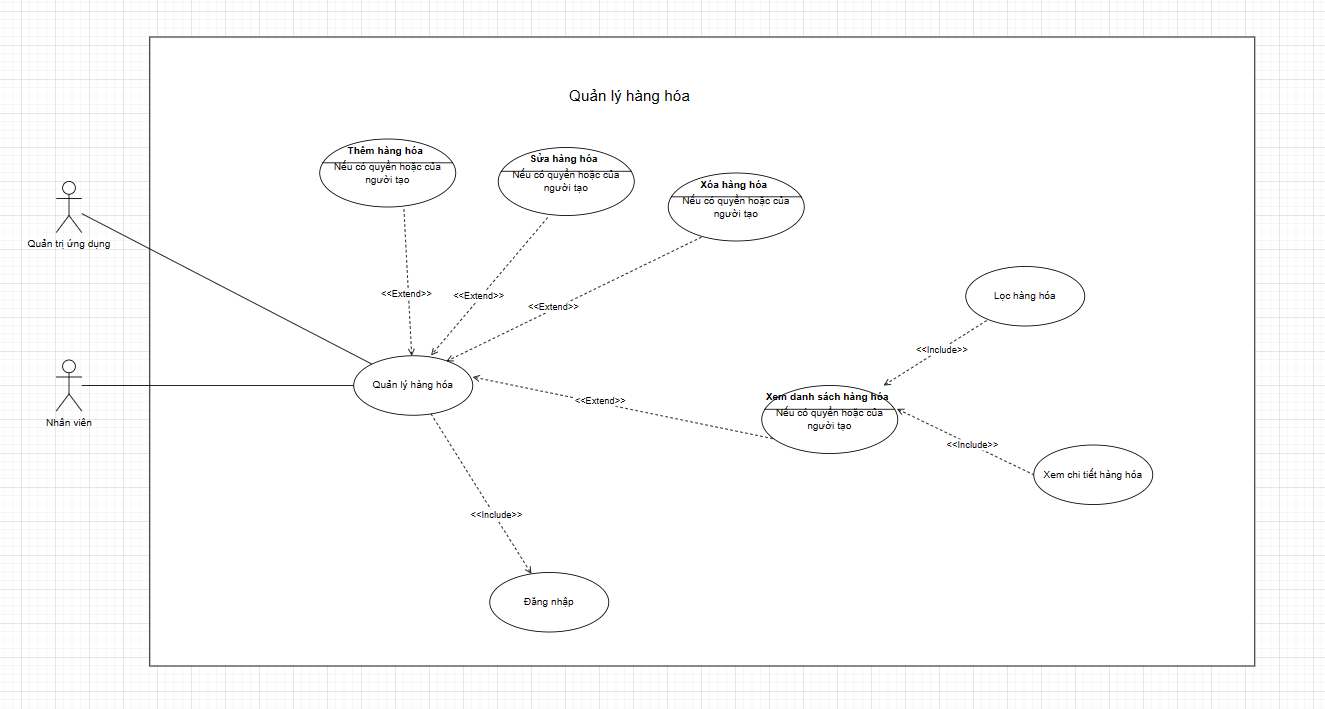 Quản lý hàng hóa
Thêm hàng hóa
Nếu có quyền hoặc của
người tạo
Sửa hàng hóa
Nếu có quyền hoặc của
người tạo
Xóa hàng hóa
Nếu có quyền hoặc của
người tạo
Quản trị ứng dụng
<<Extend>>
<<Extend>>
<<Extend>>
Lọc hàng hóa
<<Include>>
Quản lý hàng hóa
<<Extend>>
Xem danh sách hàng hóa
Nếu có quyền hoặc của
người tạo
Nhân viên
<<Include>>
Xem chi tiết hàng hóa
<<Include>>
Đăng nhập